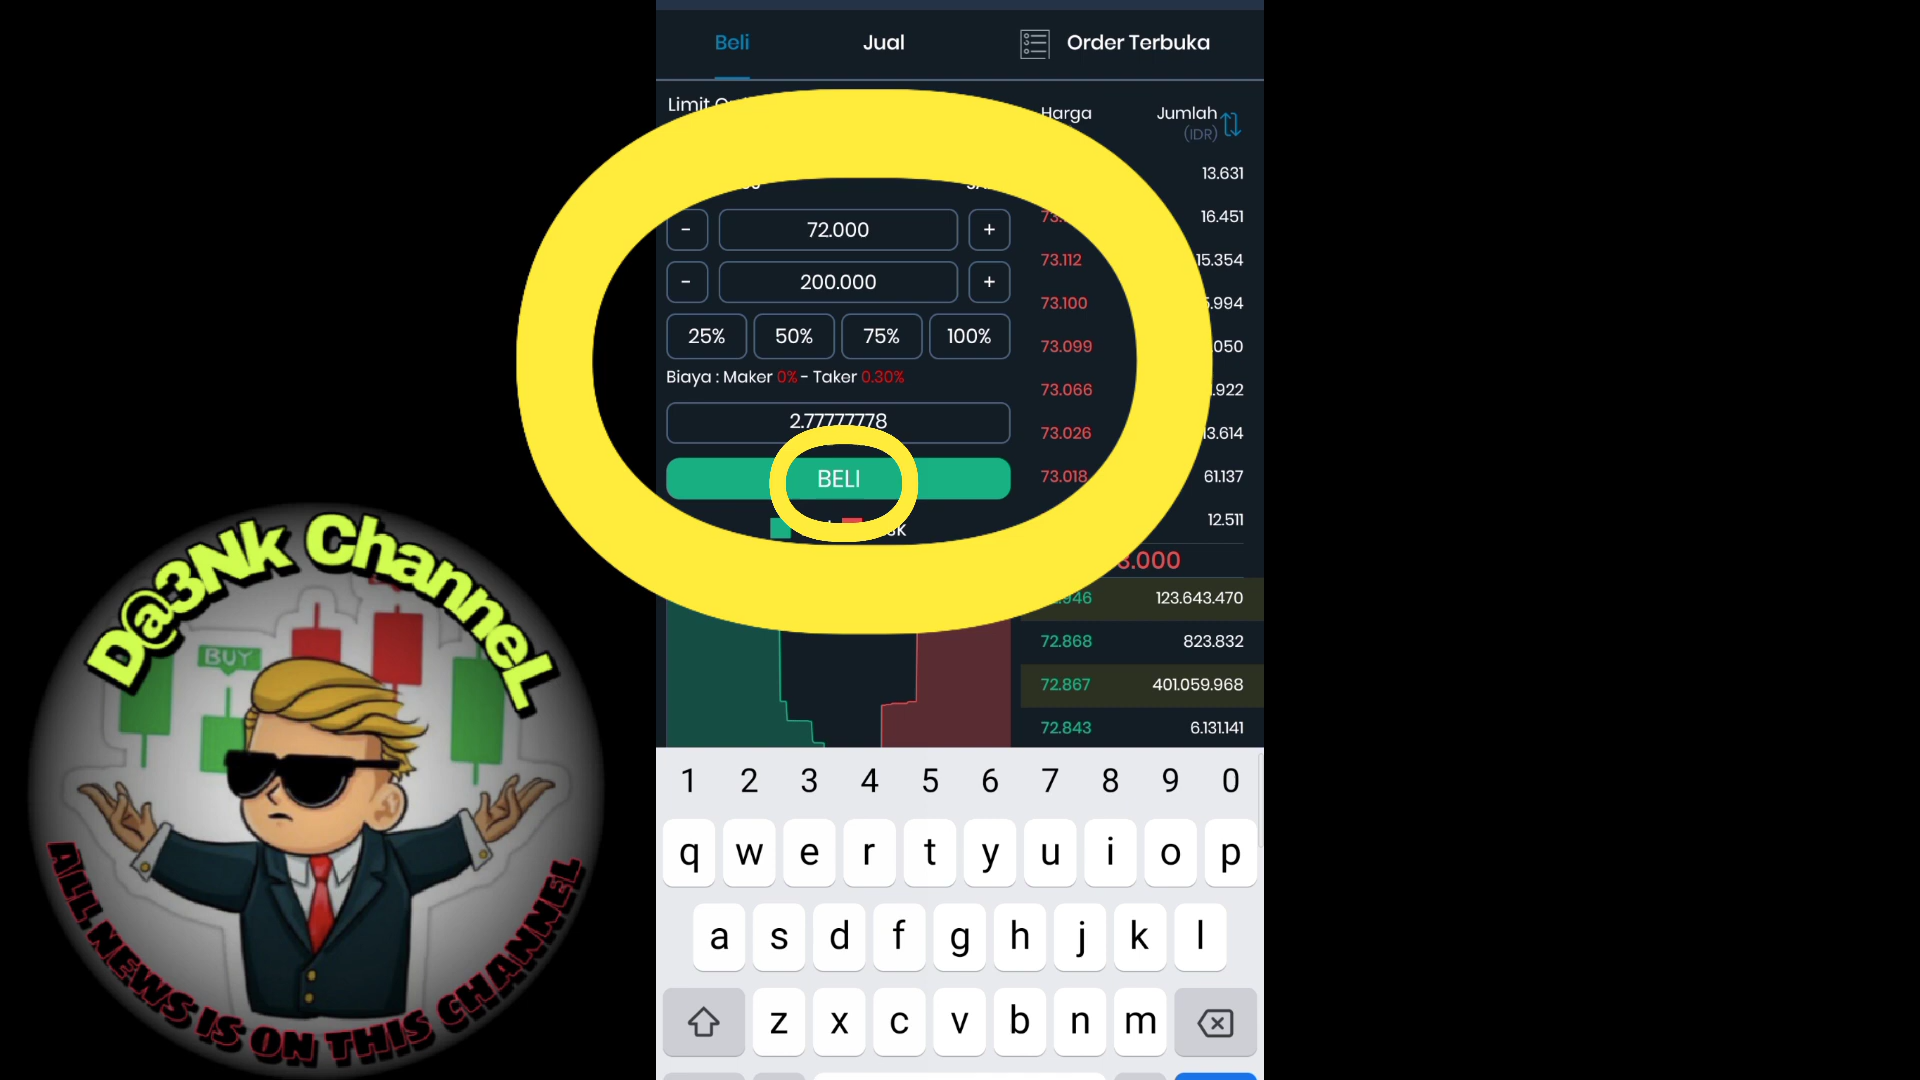 D@3Nk ChanneL
BUY
ALL NEWS IS ON THIS CHANNEL
Beli Jual Order Terbuka
Limit
Harga Jumlah
(IDR)
13.631
- 72.000 + 16.451
- 200.000 + 73.112 15.354
25% 50% 75% 100%
73.100
73.099
Biaya : Maker 0% - Taker 0.30% 73.066
2.77777778 73.026
BELI 73.018 61.137
12.511
123.643.470
72.868 823.832
72.867 401.059.968
72.843 6.131.141
1 2 3 4 5 6 7 8 9 0
q w e r t y u i o p
a s d f g h j k l
z x c v b n m